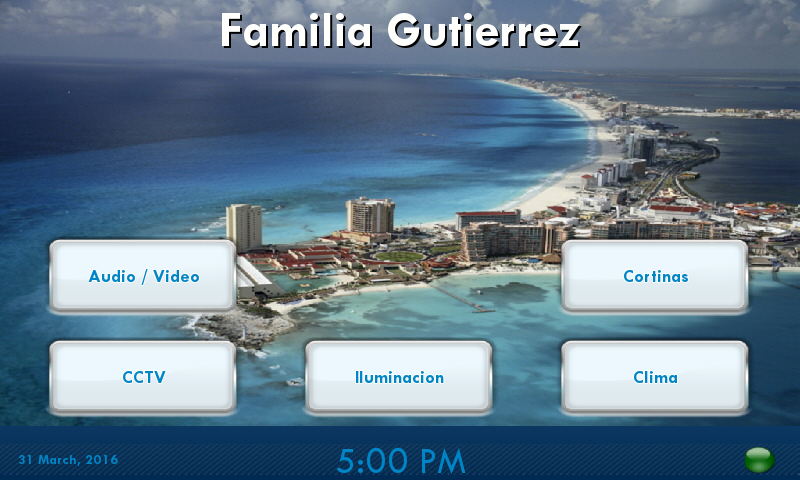 Familia Gutierrez
Audio / Video
Cortinas
CCTV
Iluminacion
Clima
31 March, 2016
5:00 PM